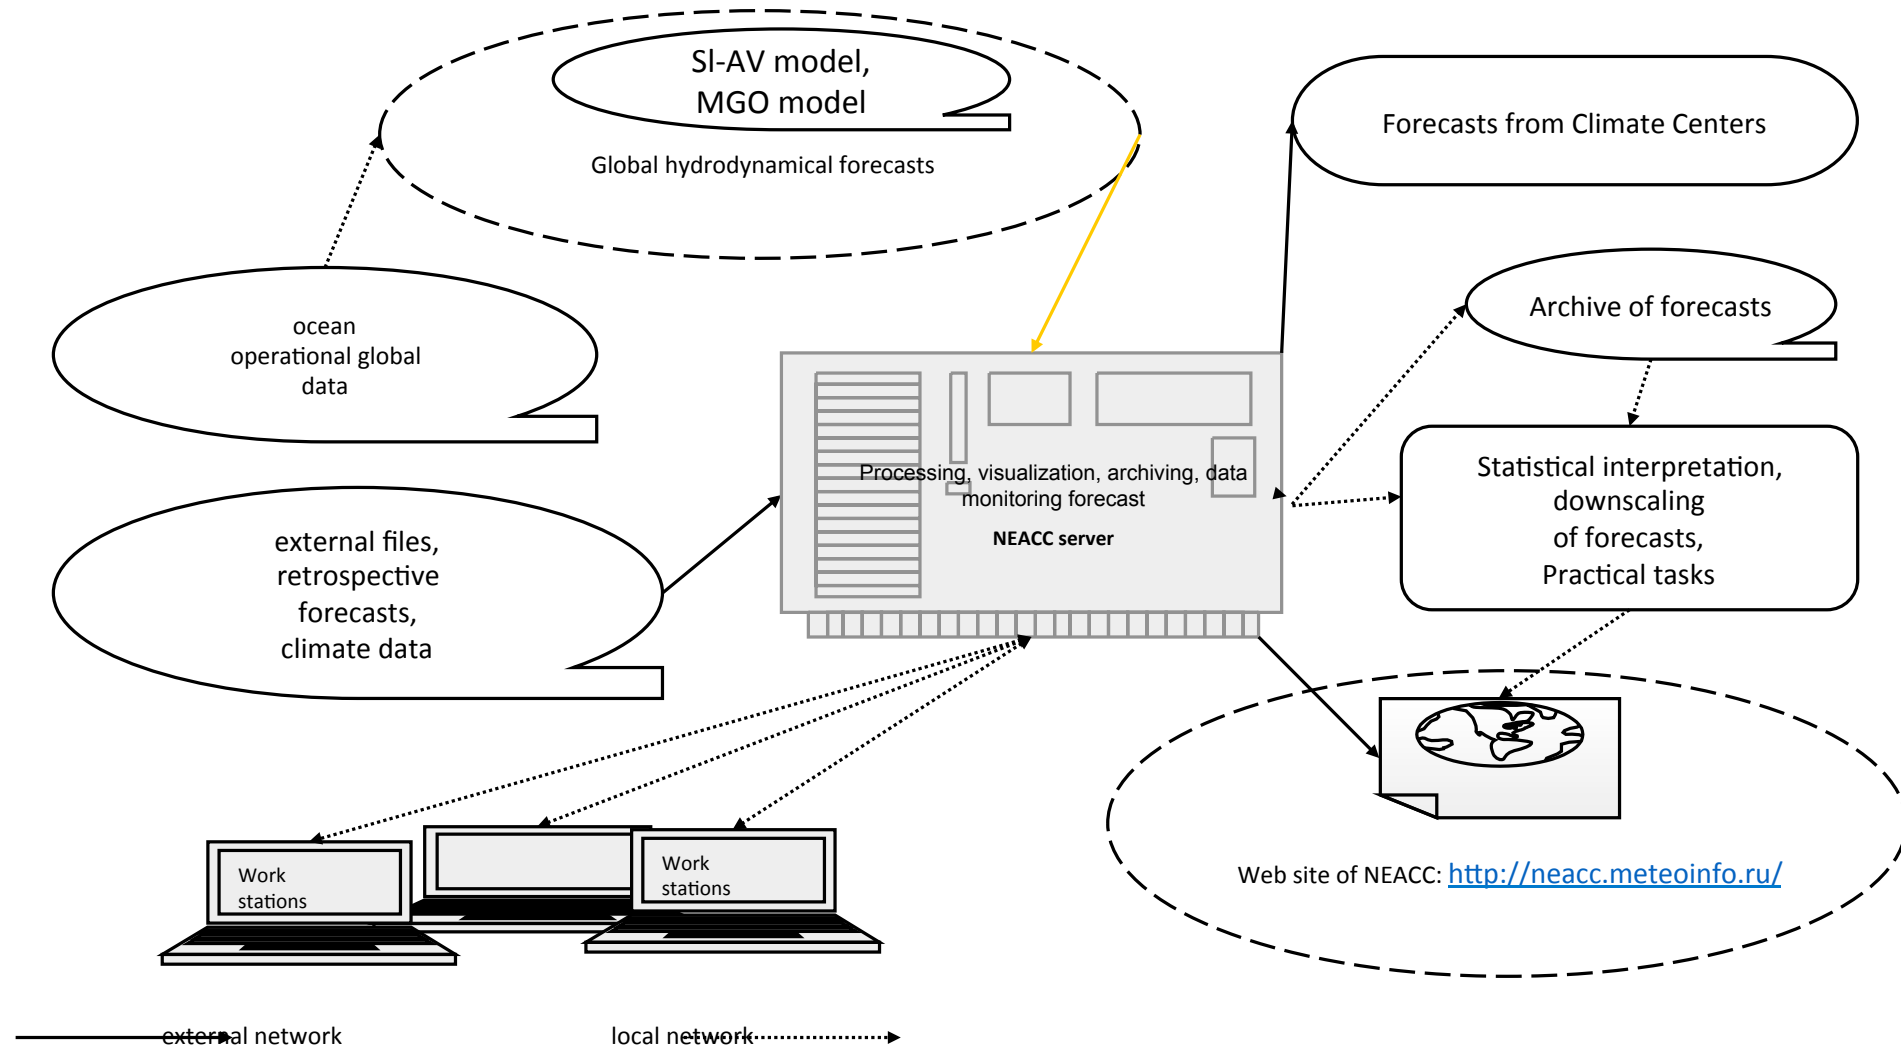 Sl-AV model,
MGO model
Global hydrodynamical forecasts
Forecasts from Climate Centers
ocean
operational global
data
Archive of forecasts
external files,
retrospective
forecasts,
climate data
Processing, visualization, archiving, data
monitoring forecast
NEACC server
Statistical interpretation,
downscaling
of forecasts,
Practical tasks
Work
stations
Work
stations
Web site of NEACC: http://neacc.meteoinfo.ru/
external network
local network